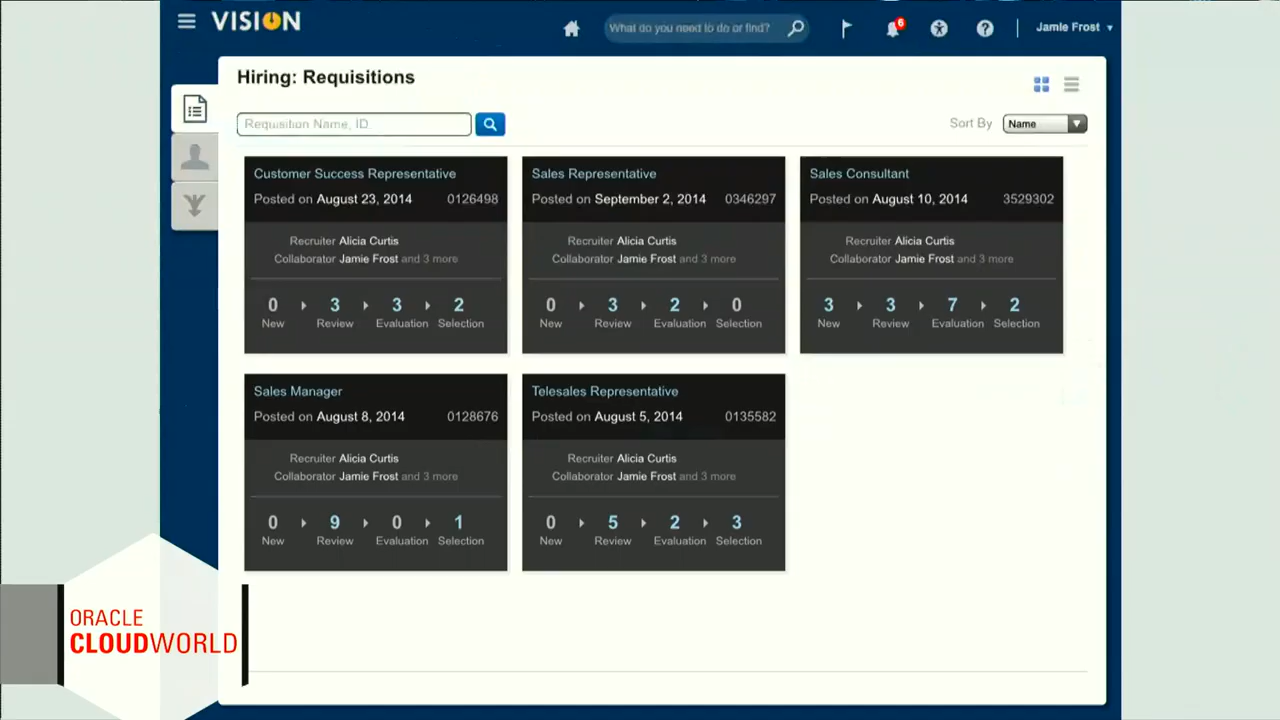 VISION
What do you need to do or find?
6
Jamie Frost
Hiring: Requisitions
Requisition Name, ID
Sort By
Name
Customer Success Representative
Posted on August 23, 2014 0126498
Recruiter Alicia Curtis
Collaborator Jamie Frost and 3 more
0 3 3 2
New Review Evaluation Selection
Sales Representative
Posted on September 2, 2014 0346297
Recruiter Alicia Curtis
Collaborator Jamie Frost and 3 more
0 3 2 0
New Review Evaluation Selection
Sales Consultant
Posted on August 10, 2014 3529302
Recruiter Alicia Curtis
Collaborator Jamie Frost and 3 more
3 3 7 2
New Review Evaluation Selection
Sales Manager
Posted on August 8, 2014 0128676
Recruiter Alicia Curtis
Collaborator Jamie Frost and 3 more
0 9 0 1
New Review Evaluation Selection
Telesales Representative
Posted on August 5, 2014 0135582
Recruiter Alicia Curtis
Collaborator Jamie Frost and 3 more
0 5 2 3
New Review Evaluation Selection
ORACLE
CLOUDWORLD